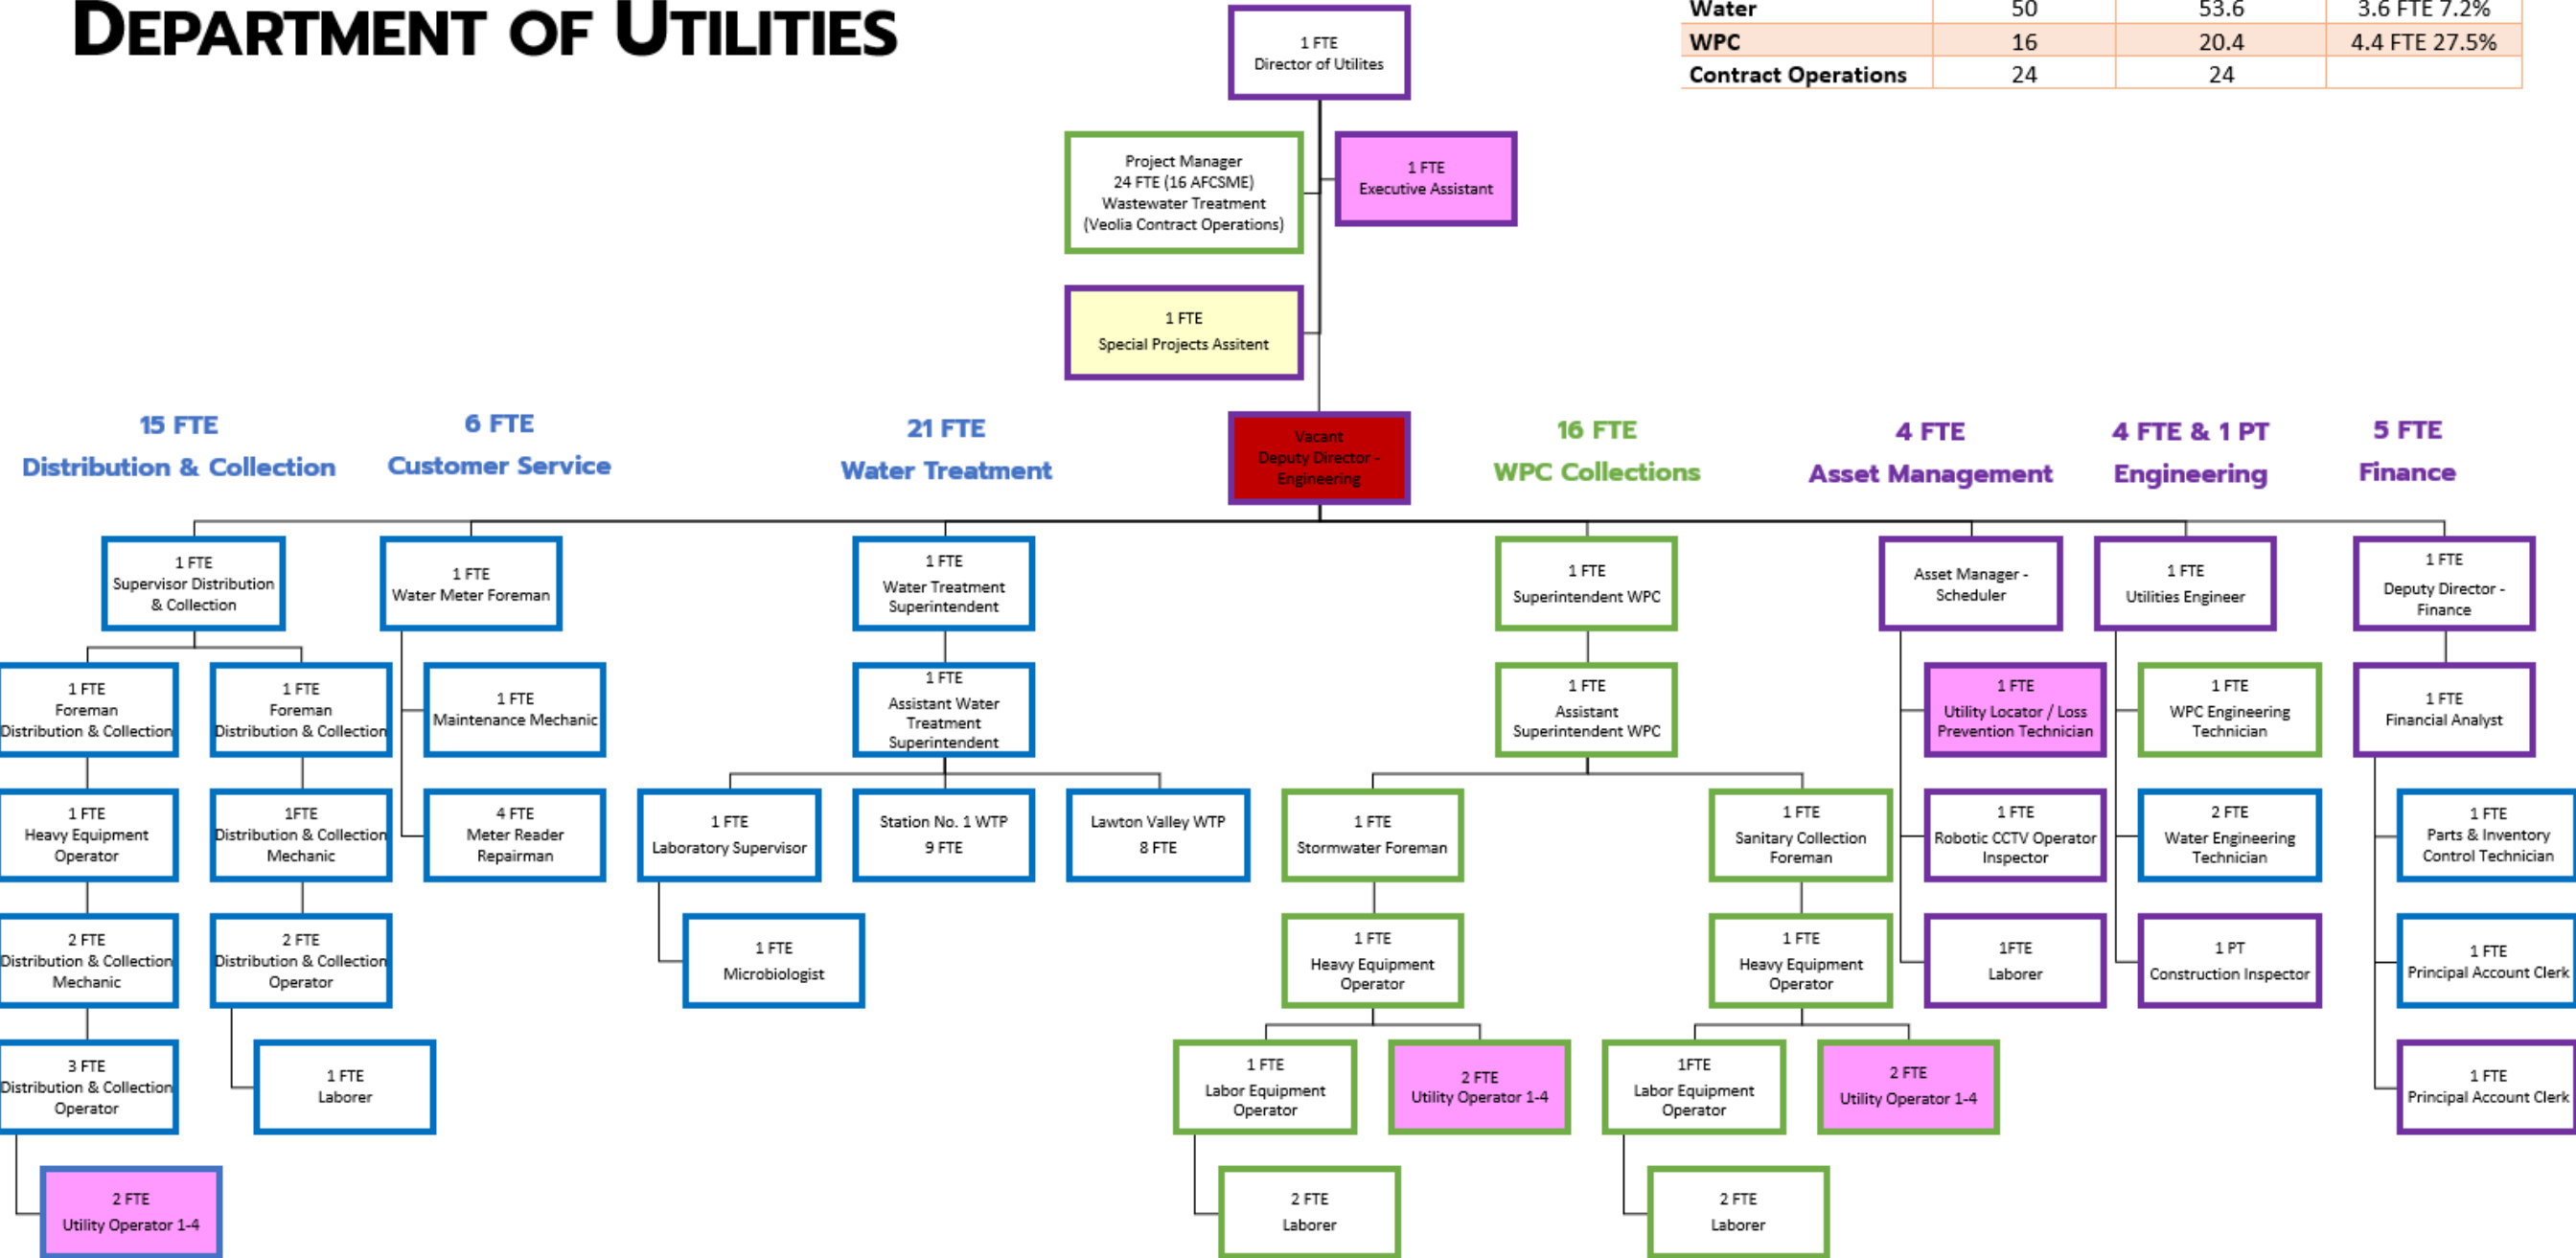 DEPARTMENT OF UTILITIES
Water 50 53.6 3.6 FTE 7.2%
WPC 16 20.4 4.4 FTE 27.5%
Contract Operations 24 24
1 FTE
Director of Utilites
Project Manager
24 FTE (16 AFCSME)
Wastewater Treatment
(Veolia Contract Operations)
1 FTE
Executive Assistant
1 FTE
Special Projects Assitent
Vacant
Deputy Director -
Engineering
15 FTE
Distribution & Collection
6 FTE
Customer Service
21 FTE
Water Treatment
16 FTE
WPC Collections
4 FTE
Asset Management
4 FTE & 1 PT
Engineering
5 FTE
Finance
1 FTE
Supervisor Distribution
& Collection
1 FTE
Water Meter Foreman
1 FTE
Water Treatment
Superintendent
1 FTE
Superintendent WPC
Asset Manager -
Scheduler
1 FTE
Utilities Engineer
1 FTE
Deputy Director -
Finance
1 FTE
Foreman
Distribution & Collection
1 FTE
Foreman
Distribution & Collection
1 FTE
Maintenance Mechanic
1 FTE
Assistant Water
Treatment
Superintendent
1 FTE
Assistant
Superintendent WPC
1 FTE
Utility Locator / Loss
Prevention Technician
1 FTE
WPC Engineering
Technician
1 FTE
Financial Analyst
1 FTE
Heavy Equipment
Operator
1FTE
Distribution & Collection
Mechanic
4 FTE
Meter Reader
Repairman
1 FTE
Laboratory Supervisor
Station No. 1 WTP
9 FTE
Lawton Valley WTP
8 FTE
1 FTE
Stormwater Foreman
1 FTE
Sanitary Collection
Foreman
1 FTE
Robotic CCTV Operator
Inspector
2 FTE
Water Engineering
Technician
1 FTE
Parts & Inventory
Control Technician
2 FTE
Distribution & Collection
Mechanic
2 FTE
Distribution & Collection
Operator
1 FTE
Microbiologist
1 FTE
Heavy Equipment
Operator
1 FTE
Heavy Equipment
Operator
1FTE
Laborer
1 PT
Construction Inspector
1 FTE
Principal Account Clerk
3 FTE
Distribution & Collection
Operator
1 FTE
Laborer
1 FTE
Labor Equipment
Operator
2 FTE
Utility Operator 1-4
1FTE
Labor Equipment
Operator
2 FTE
Utility Operator 1-4
1 FTE
Principal Account Clerk
2 FTE
Utility Operator 1-4
2 FTE
Laborer
2 FTE
Laborer